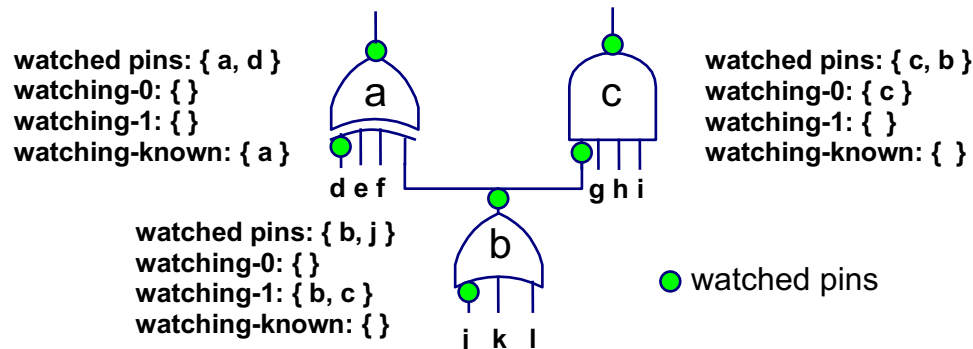 watched pins: { a, d }
watching-0: { }
watching-1: { }
watching-known: { a }
a
d e f
c
g h i
watched pins: { c, b }
watching-0: { c }
watching-1: { }
watching-known: { }
watched pins: { b, j }
watching-0: { }
watching-1: { b, c }
watching-known: { }
b
j k l
watched pins